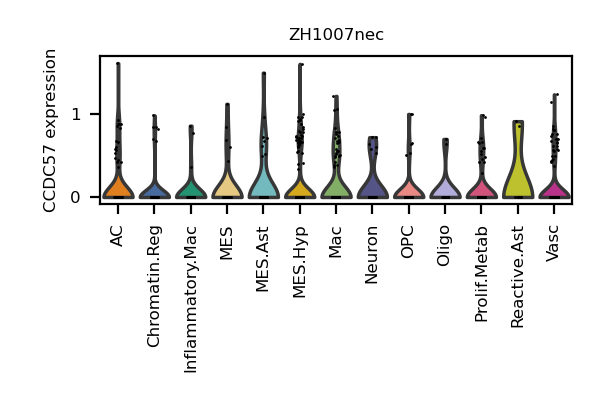 ZH1007nec
CCDC57 expression
1
0
AC
Chromatin.Reg
Inflammatory.Mac
MES
MES.Ast
MES.Hyp
Mac
Neuron
OPC
Oligo
Prolif.Metab
Reactive.Ast
Vasc